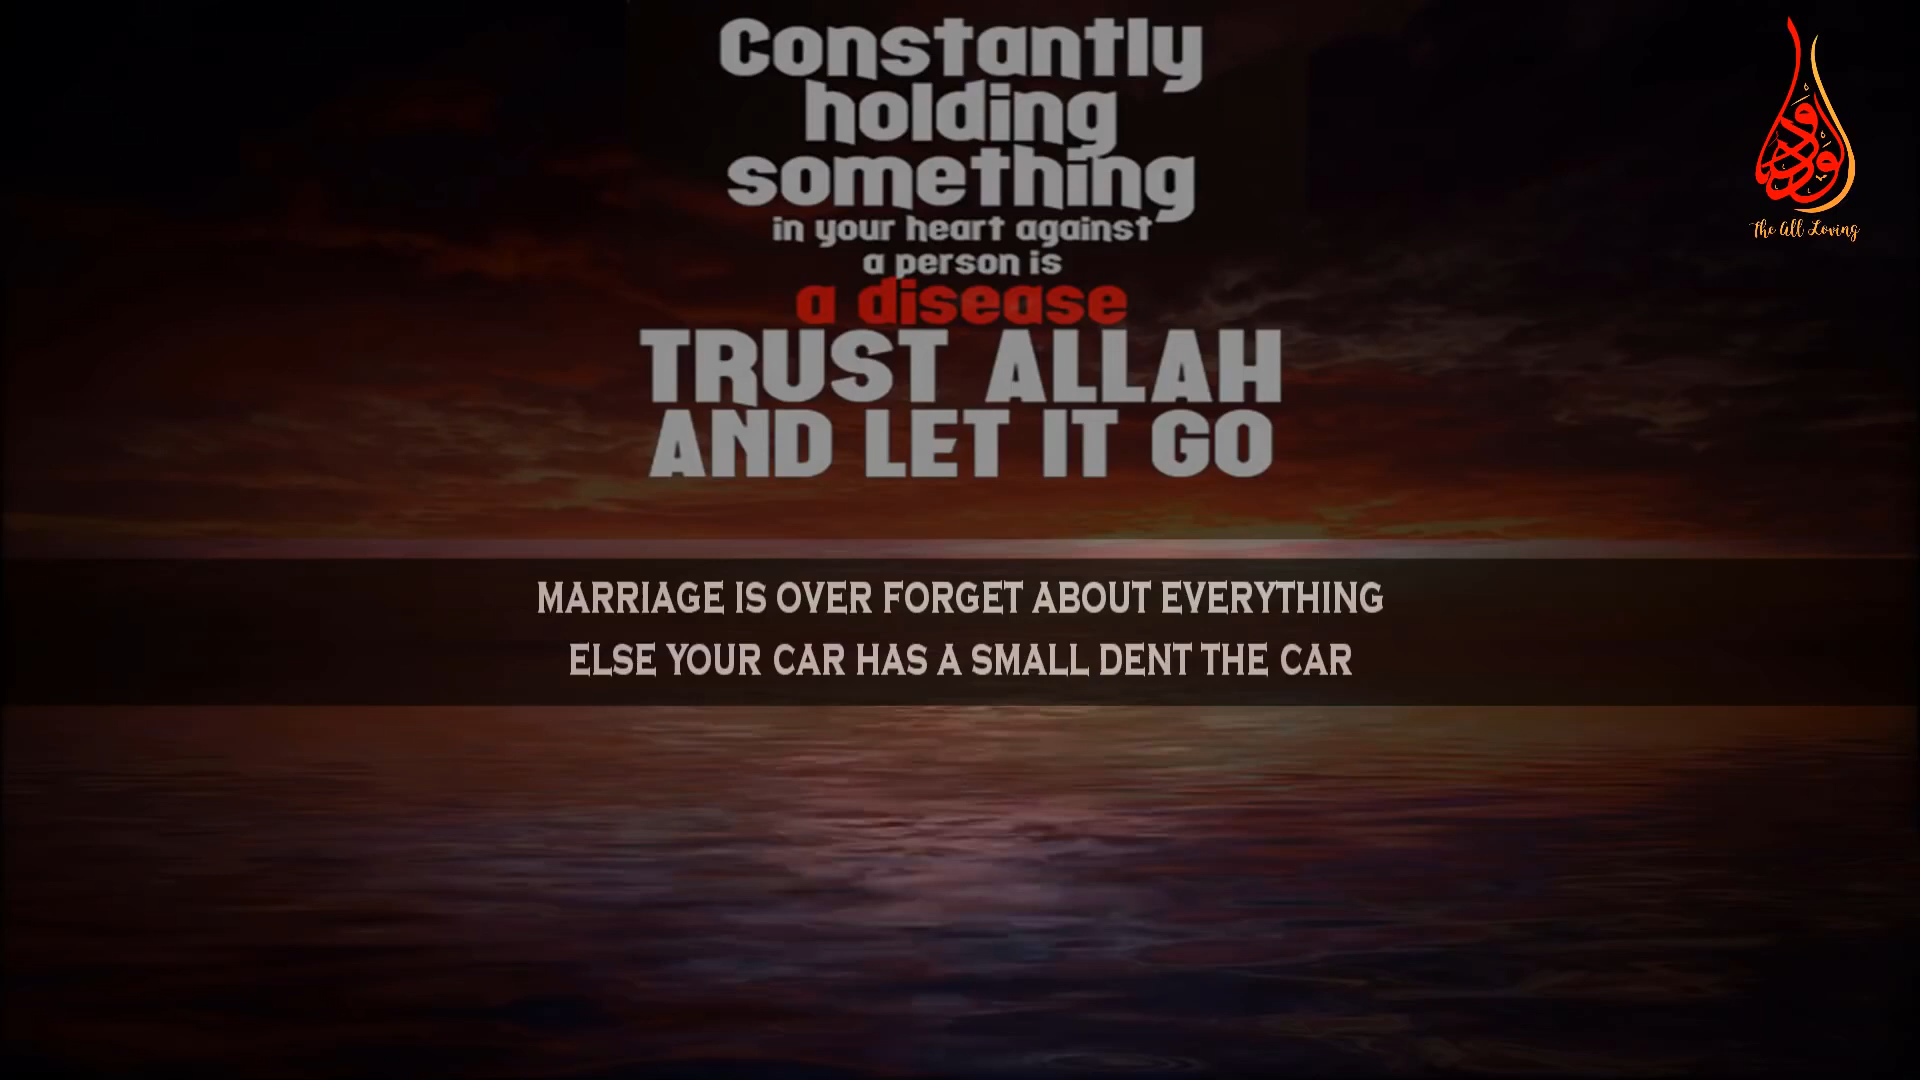 Constantly
holding
something
in your heart against
a person is
a disease
TRUST ALLAH
AND LET IT GO
The All Loving
MARRIAGE IS OVER FORGET ABOUT EVERYTHING
ELSE YOUR CAR HAS A SMALL DENT THE CAR